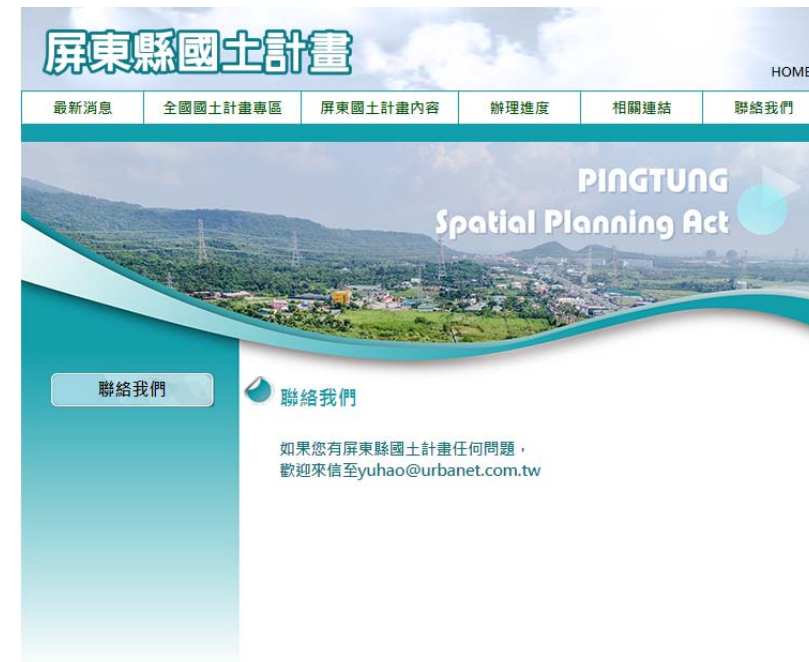 屏東縣國土計畫
HOME
最新消息 全國國土計畫專區 屏東國土計畫內容 辦理進度 相關連結 聯絡我們
PINGTUNG
Spatial Planning Act
聯絡我們
聯絡我們
如果您有屏東縣國土計畫任何問題，
歡迎來信至yuhao@urbanet.com.tw